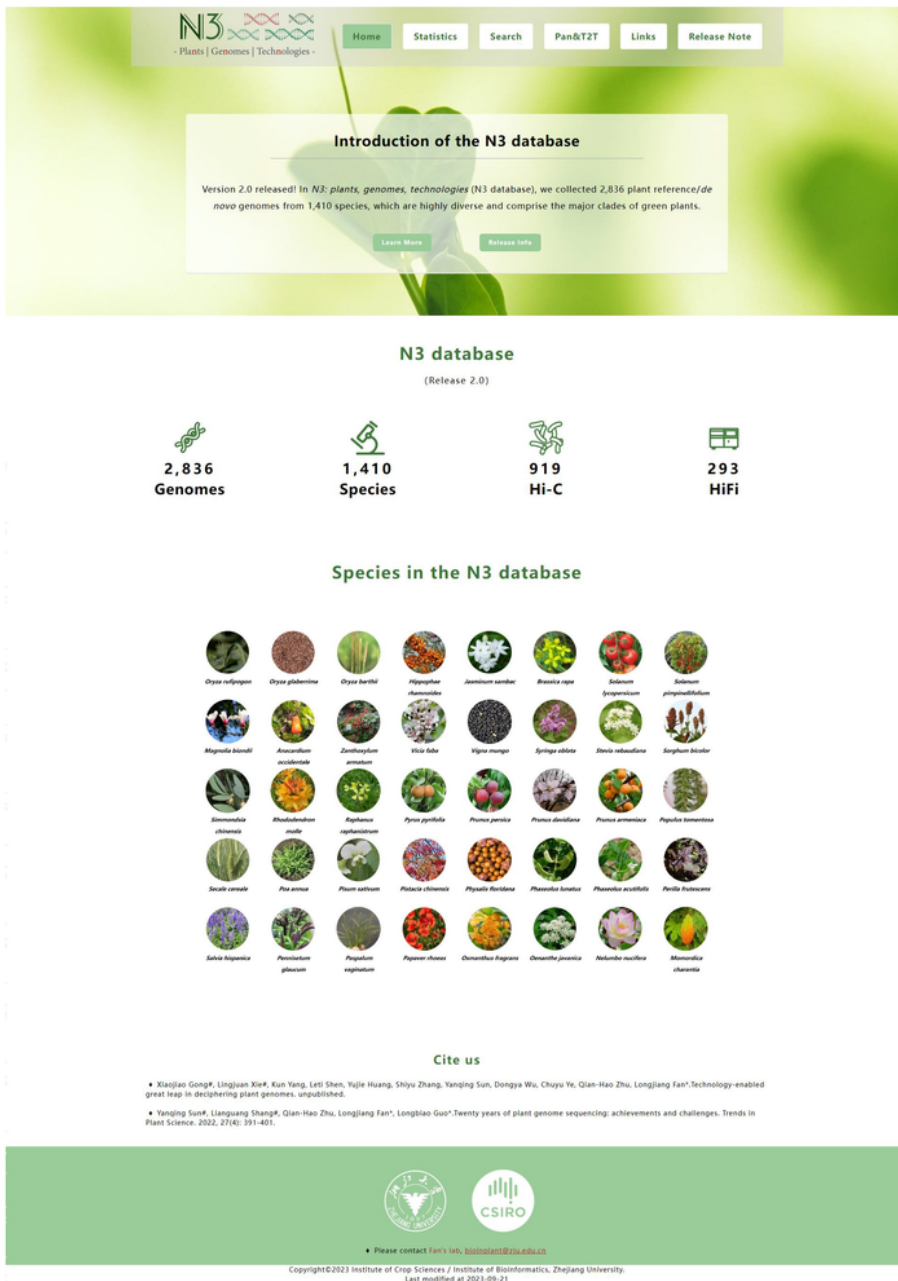 N3
- Plants | Genomes | Technologies -
Home
Statistics
Search
Pan&T2T
Links
Release Note
Introduction of the N3 database
Version 2.0 released! In N3: plants, genomes, technologies (N3 database), we collected 2,836 plant reference/de
novo genomes from 1,410 species, which are highly diverse and comprise the major clades of green plants.
Learn More
Release Info
N3 database
(Release 2.0)
2,836
Genomes
1,410
Species
919
Hi-C
293
HiFi
Species in the N3 database
Oryza rufipogon
Oryza glaberrima
Oryza barthii
Hippophae
rhamnoides
Jasminum sambac
Brassica rapa
Solanum
lycopersicum
Solanum
pimpinellifolium
Magnolia biondii
Anacardium
occidentale
Zanthoxylum
armatum
Vicia faba
Vigna mungo
Syringa oblata
Stevia rebaudiana
Sorghum bicolor
Simmondsia
chinensis
Rhododendron
molle
Raphanus
raphanistrum
Pyrus pyrifolia
Prunus persica
Prunus davidiana
Prunus armeniaca
Populus tomentosa
Secale cereale
Poa annua
Pisum sativum
Pistacia chinensis
Physalis floridana
Phaseolus lunatus
Phaseolus acutifolis
Perilla frutescens
Salvia hispanica
Pennisetum
glaucum
Paspalum
vaginatum
Papaver rhoeas
Osmanthus fragrans
Oenanthe javanica
Nelumbo nucifera
Momordica
charantia
Cite us
♦ Xiaojiao Gong#, Lingjuan Xie#, Kun Yang, Leti Shen, Yujie Huang, Shiyu Zhang, Yanqing Sun, Dongya Wu, Chuyu Ye, Qian-Hao Zhu, Longjiang Fan*.Technology-enabled
great leap in deciphering plant genomes. unpublished.
♦ Yanqing Sun#, Lianguang Shang#, Qian-Hao Zhu, Longjiang Fan*, Longbiao Guo*.Twenty years of plant genome sequencing: achievements and challenges. Trends in
Plant Science. 2022, 27(4): 391-401.
ZHEJIANG UNIVERSITY
CSIRO
♦ Please contact Fan's lab, bioinplant@zju.edu.cn
Copyright©2023 Institute of Crop Sciences / Institute of Bioinformatics, Zhejiang University.
Last modified at 2023-09-21